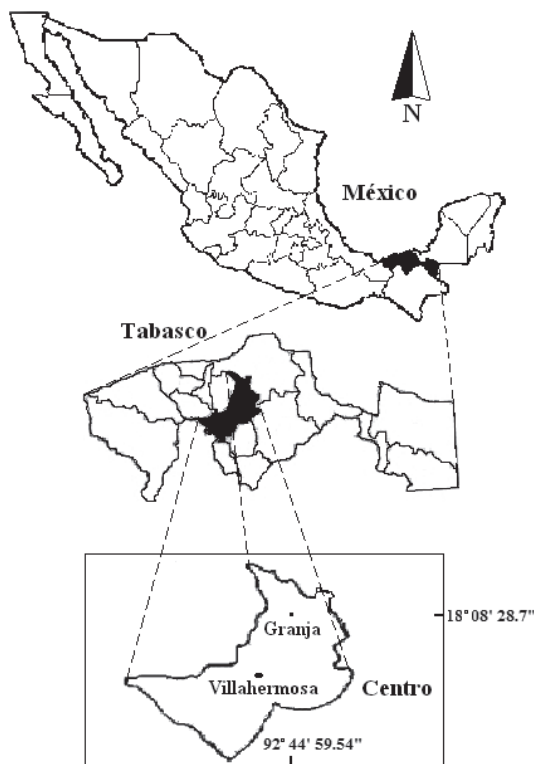 N
México
Tabasco
18° 08' 28.7"
Granja
Villahermosa
Centro
92° 44' 59.54"